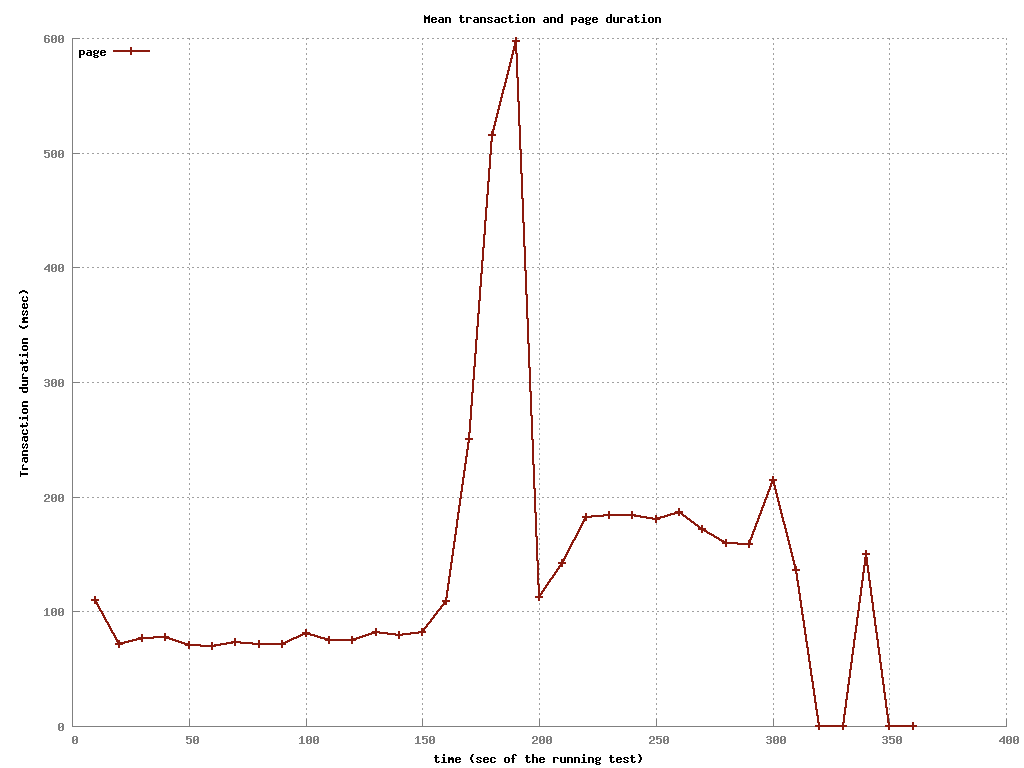 Mean transaction and page duration
page
600
500
400
300
200
100
0
Transaction duration (msec)
0 50 100 150 200 250 300 350 400
time (sec of the running test)